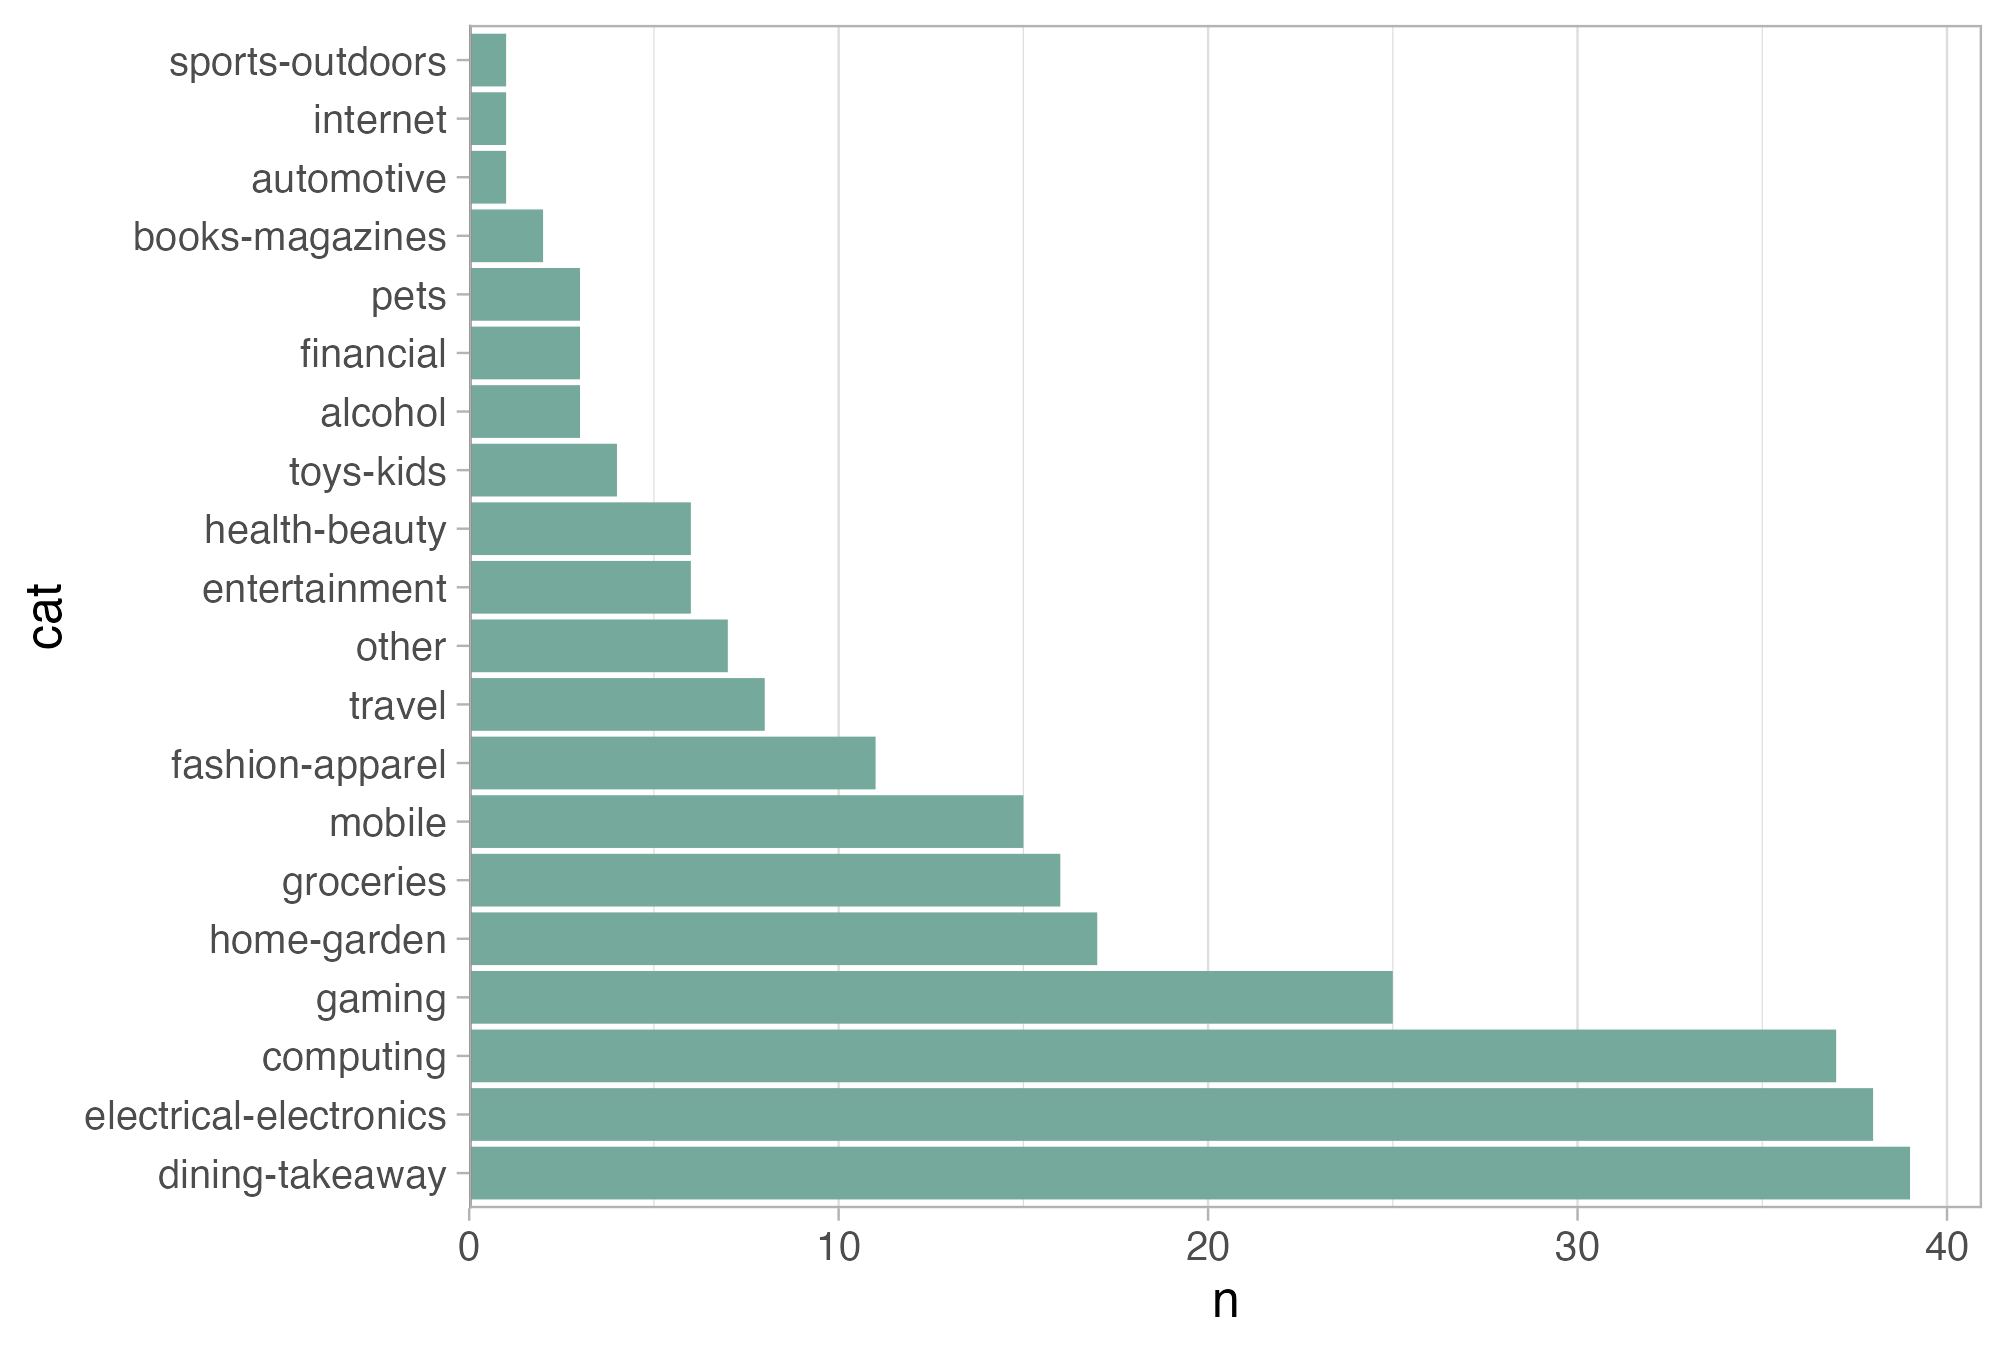 sports-outdoors
internet
automotive
books-magazines
pets
financial
alcohol
toys-kids
health-beauty
entertainment
other
travel
fashion-apparel
mobile
groceries
home-garden
gaming
computing
electrical-electronics
dining-takeaway
cat
0 10 20 30 40
n